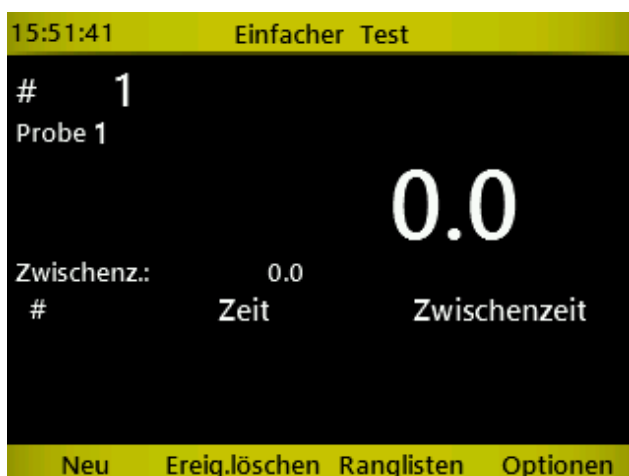 15:51:41 Einfacher Test
# 1
Probe 1
0.0
Zwischenz.: 0.0
# Zeit Zwischenzeit
Neu Ereig.löschen Ranglisten Optionen